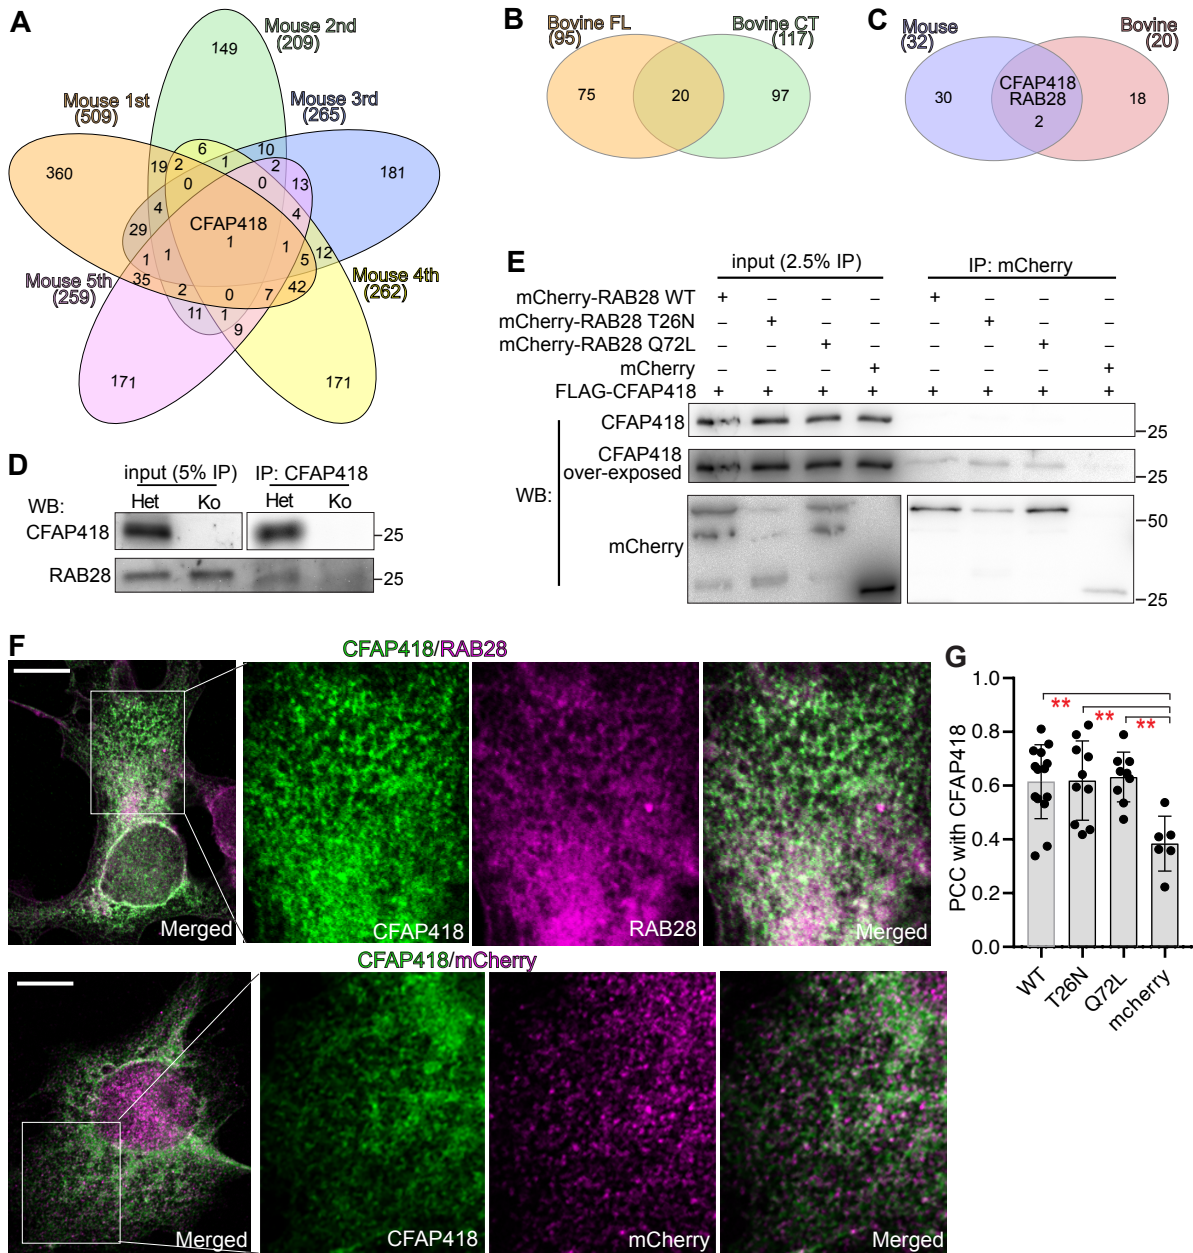 A
Mouse 2nd
(209)
149
Mouse 1st
(509)
Mouse 3rd
(265)
360
181
19
2
6
1
10
2
0
0
13
4
4
29
CFAP418
1
1
1
1
5
12
Mouse 5th
(259)
35
2
0
7
42
Mouse 4th
(262)
11
1
9
171
171
B
Bovine FL
(95)
Bovine CT
(117)
75
20
97
C
Mouse
(32)
Bovine
(20)
30
CFAP418
RAB28
2
18
D
input (5% IP)
IP: CFAP418
WB:
Het
Ko
Het
Ko
CFAP418
25
RAB28
25
E
input (2.5% IP)
IP: mCherry
mCherry-RAB28 WT + – – – + – – –
mCherry-RAB28 T26N – + – – – + – –
mCherry-RAB28 Q72L – – + – – – + –
mCherry – – – + – – – +
FLAG-CFAP418 + + + + + + + +
CFAP418
25
CFAP418
over-exposed
25
WB:
mCherry
50
25
F
CFAP418/RAB28
Merged
CFAP418
RAB28
Merged
CFAP418/mCherry
Merged
CFAP418
mCherry
Merged
G
PCC with CFAP418
1.0
0.8
0.6
0.4
0.2
0.0
**
**
**
WT
T26N
Q72L
mcherry